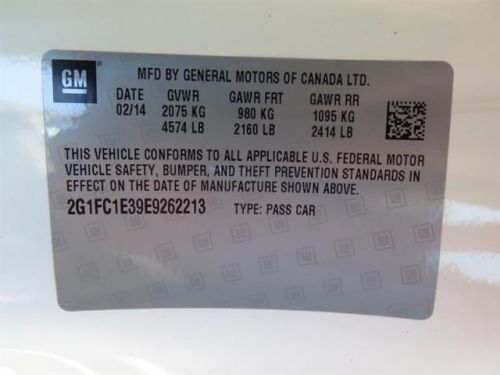 GM
MFD BY GENERAL MOTORS OF CANADA LTD.
DATE GVWR GAWR FRT GAWR RR
02/14 2075 KG 980 KG 1095 KG
4574 LB 2160 LB 2414 LB
THIS VEHICLE CONFORMS TO ALL APPLICABLE U.S. FEDERAL MOTOR
VEHICLE SAFETY, BUMPER, AND THEFT PREVENTION STANDARDS IN
EFFECT ON THE DATE OF MANUFACTURE SHOWN ABOVE.
2G1FC1E39E9262213 TYPE: PASS CAR